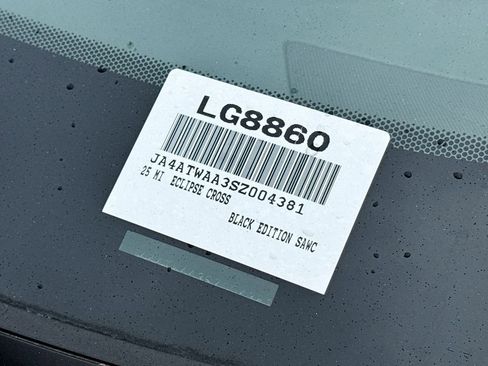 LG8860
JA4ATWAA3SZ004381
25 MI ECLIPSE CROSS
BLACK EDITION SAWC